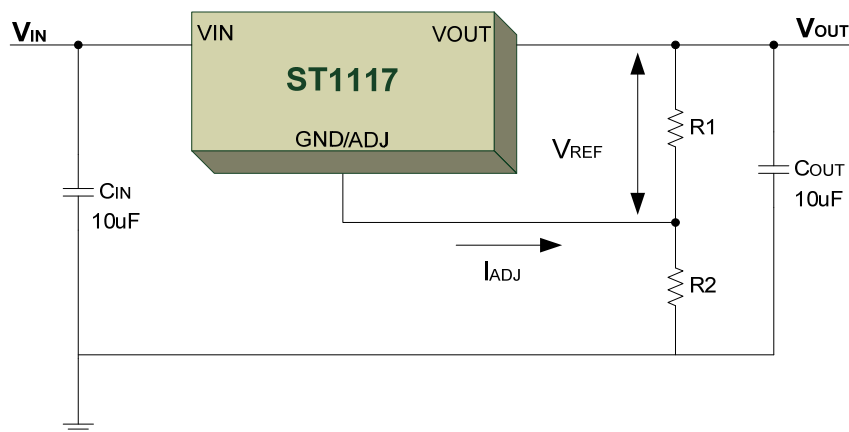 VIN
VIN
VOUT
VOUT
ST1117
GND/ADJ
VREF
R1
CIN
10uF
COUT
10uF
IADJ
R2